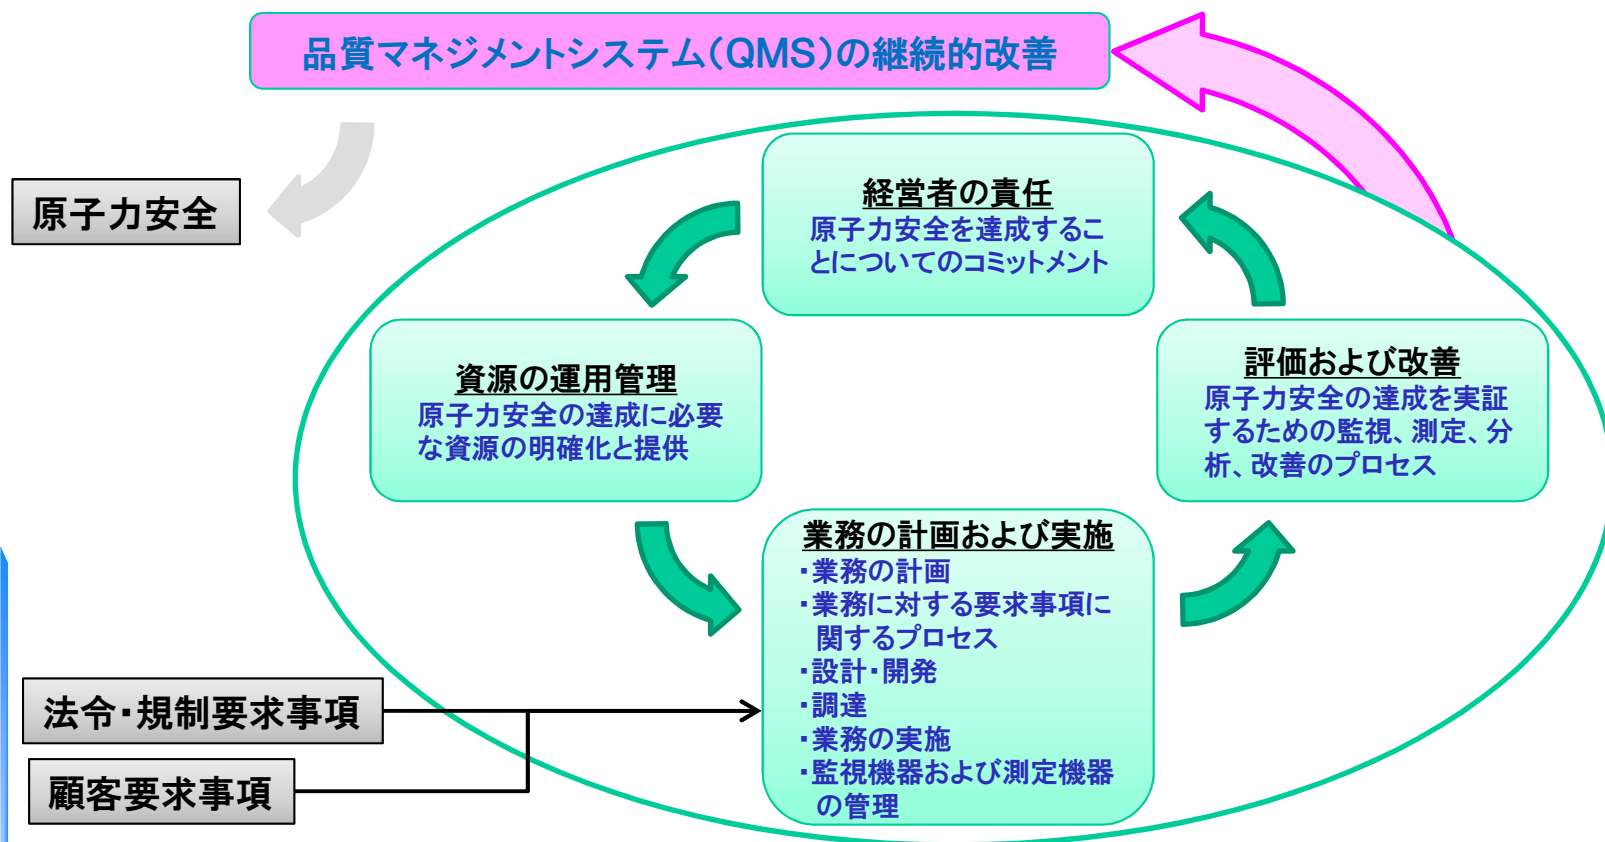 品質マネジメントシステム(QMS)の継続的改善
原子力安全
経営者の責任
原子力安全を達成するこ
とについてのコミットメント
資源の運用管理
原子力安全の達成に必要
な資源の明確化と提供
評価および改善
原子力安全の達成を実証
するための監視、測定、分
析、改善のプロセス
業務の計画および実施
・業務の計画
・業務に対する要求事項に
関するプロセス
・設計・開発
・調達
・業務の実施
・監視機器および測定機器
の管理
法令・規制要求事項
顧客要求事項